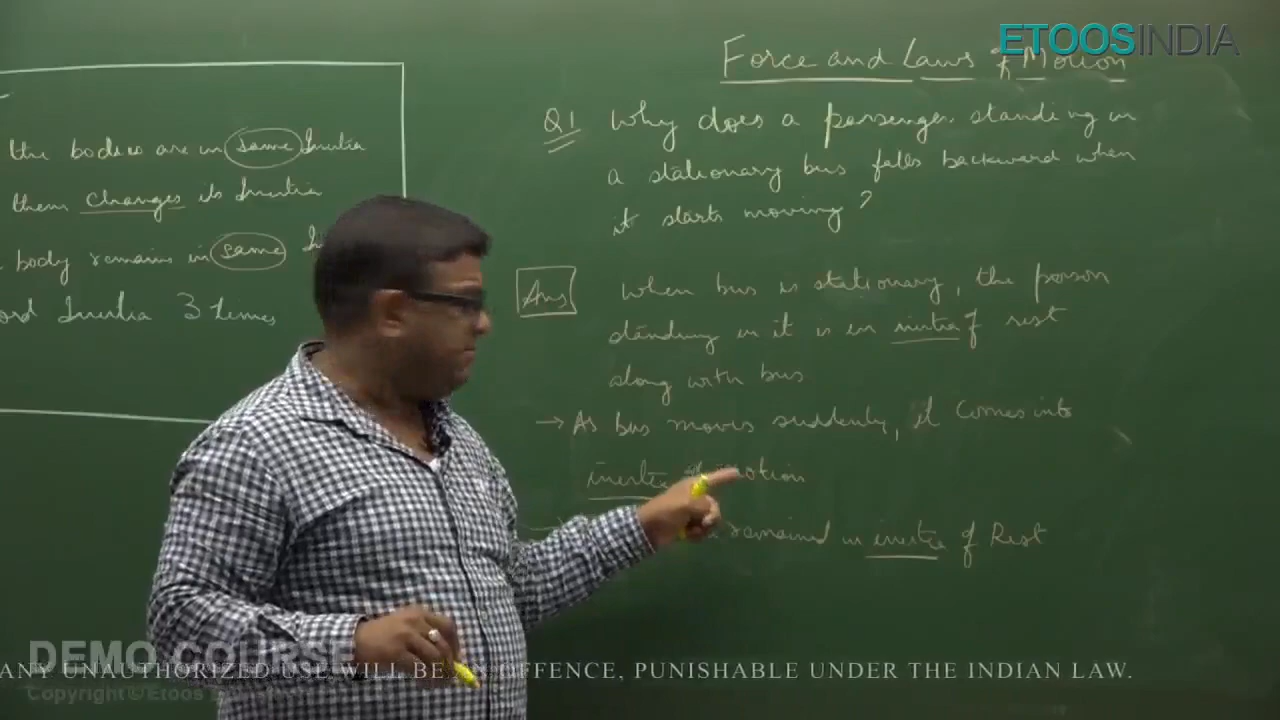 ETOOSINDIA
Force and Laws of Motion
the bodies are in same Inertia
them changes its Inertia
body remains in same
Inertia 3 times
Q1 Why does a passenger standing in
a stationary bus falls backward when
it starts moving?
Ans When bus is stationary, the person
standing in it is in inertia of rest
along with bus
→ As bus moves suddenly, it comes into
inertia motion
remained in inertia of Rest
DEMO COURSE
ANY UNAUTHORIZED USE WILL BE AN OFFENCE, PUNISHABLE UNDER THE INDIAN LAW.
Copyright © Etoos